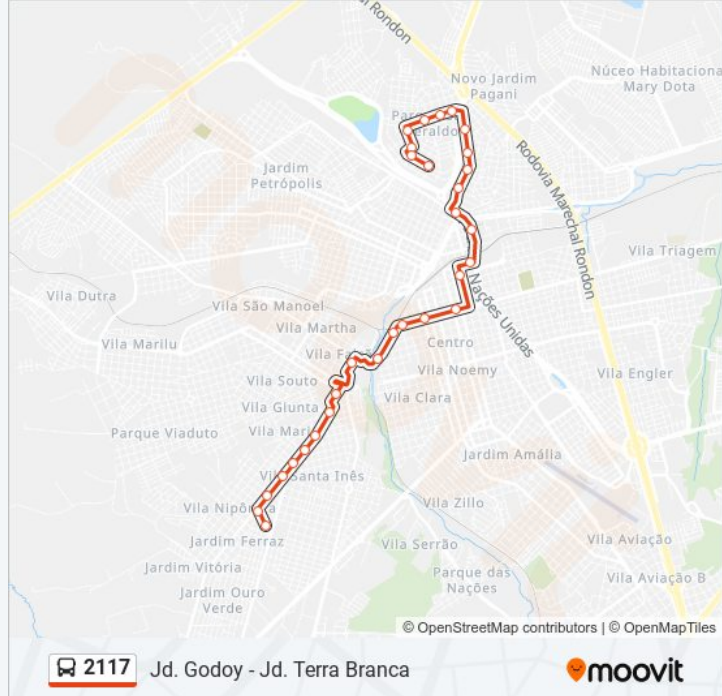 al Rondon
Novo Jardim
Pagani
Núceo Habitaciona
Mary Dota
Jardim
Petrópolis
Rodovia Marechal Rondon
Vila Triagem
Vila Dutra
Vila São Manoel
Nações Unidas
Vila Martha
Vila Marilu
Centro
Vila Souto
Vila Noemy
Vila Engler
Vila Giunta
Vila Clara
Parque Viaduto
Jardim Amália
Santa Inês
Vila Zillo
Vila Nipô
Vila Aviação
Jardim Ferraz
Vila Serrão
Jardim Vitória
Parque das
Nações
Vila Aviação B
Jardim Ouro
Verde
© OpenStreetMap contributors | © OpenMapTiles
2117 Jd. Godoy - Jd. Terra Branca
moovit